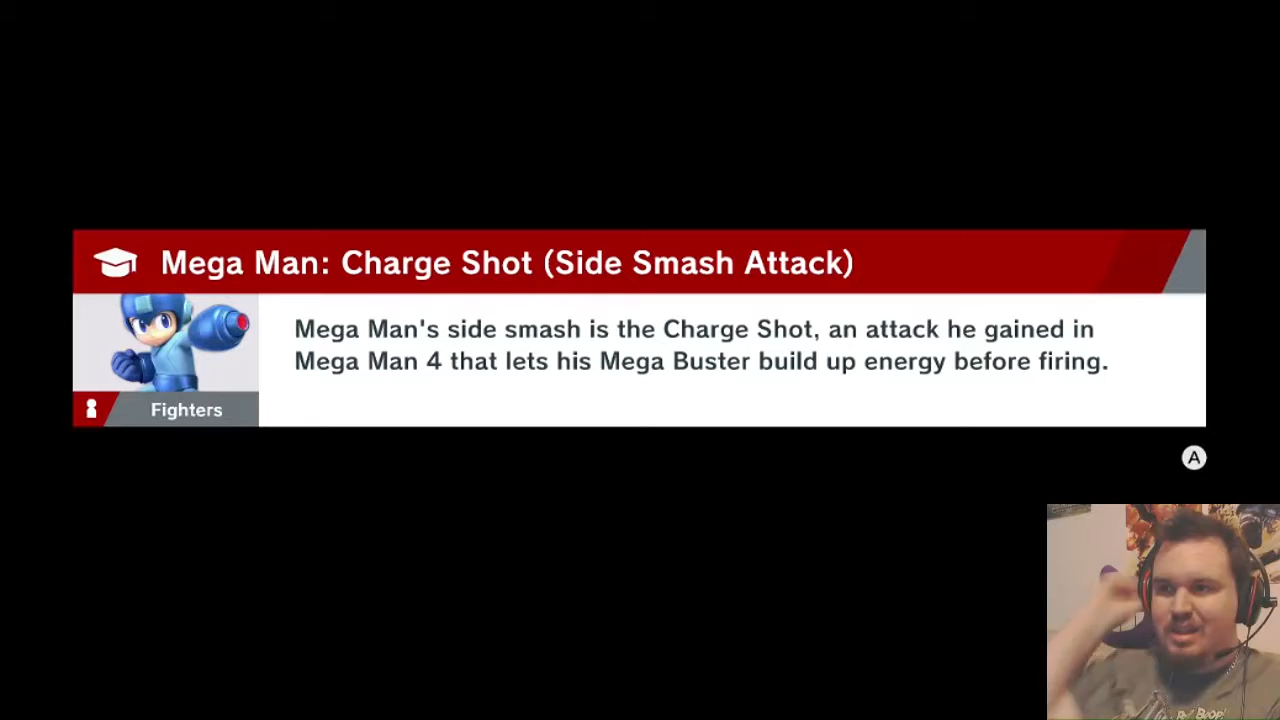 Mega Man: Charge Shot (Side Smash Attack)
Mega Man's side smash is the Charge Shot, an attack he gained in
Mega Man 4 that lets his Mega Buster build up energy before firing.
Fighters
A
Boop!